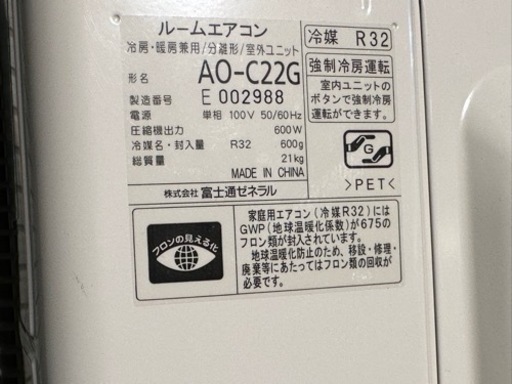 ルームエアコン
冷房・暖房兼用/分離形/室外ユニット
形名 AO-C22G
製造番号 E 002988
電源 単相 100V 50/60Hz
圧縮機出力 600W
冷媒名・封入量 R32 600g
総質量 21kg
MADE IN CHINA
株式会社 富士通ゼネラル
冷媒 R32
強制冷房運転
室内ユニットの
ボタンで強制冷房
運転ができます。
G
>PET<
フロンの見える化
家庭用エアコン(冷媒R32)には
GWP(地球温暖化係数)が675の
フロン類が封入されています。
地球温暖化防止のため、移設・修理・
廃棄等にあたってはフロン類の回収が
必要です。